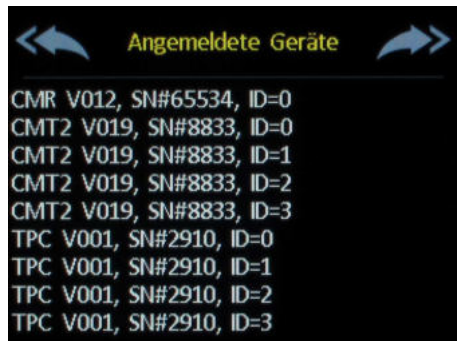 Angemeldete Geräte
CMR V012, SN#65534, ID=0
CMT2 V019, SN#8833, ID=0
CMT2 V019, SN#8833, ID=1
CMT2 V019, SN#8833, ID=2
CMT2 V019, SN#8833, ID=3
TPC V001, SN#2910, ID=0
TPC V001, SN#2910, ID=1
TPC V001, SN#2910, ID=2
TPC V001, SN#2910, ID=3